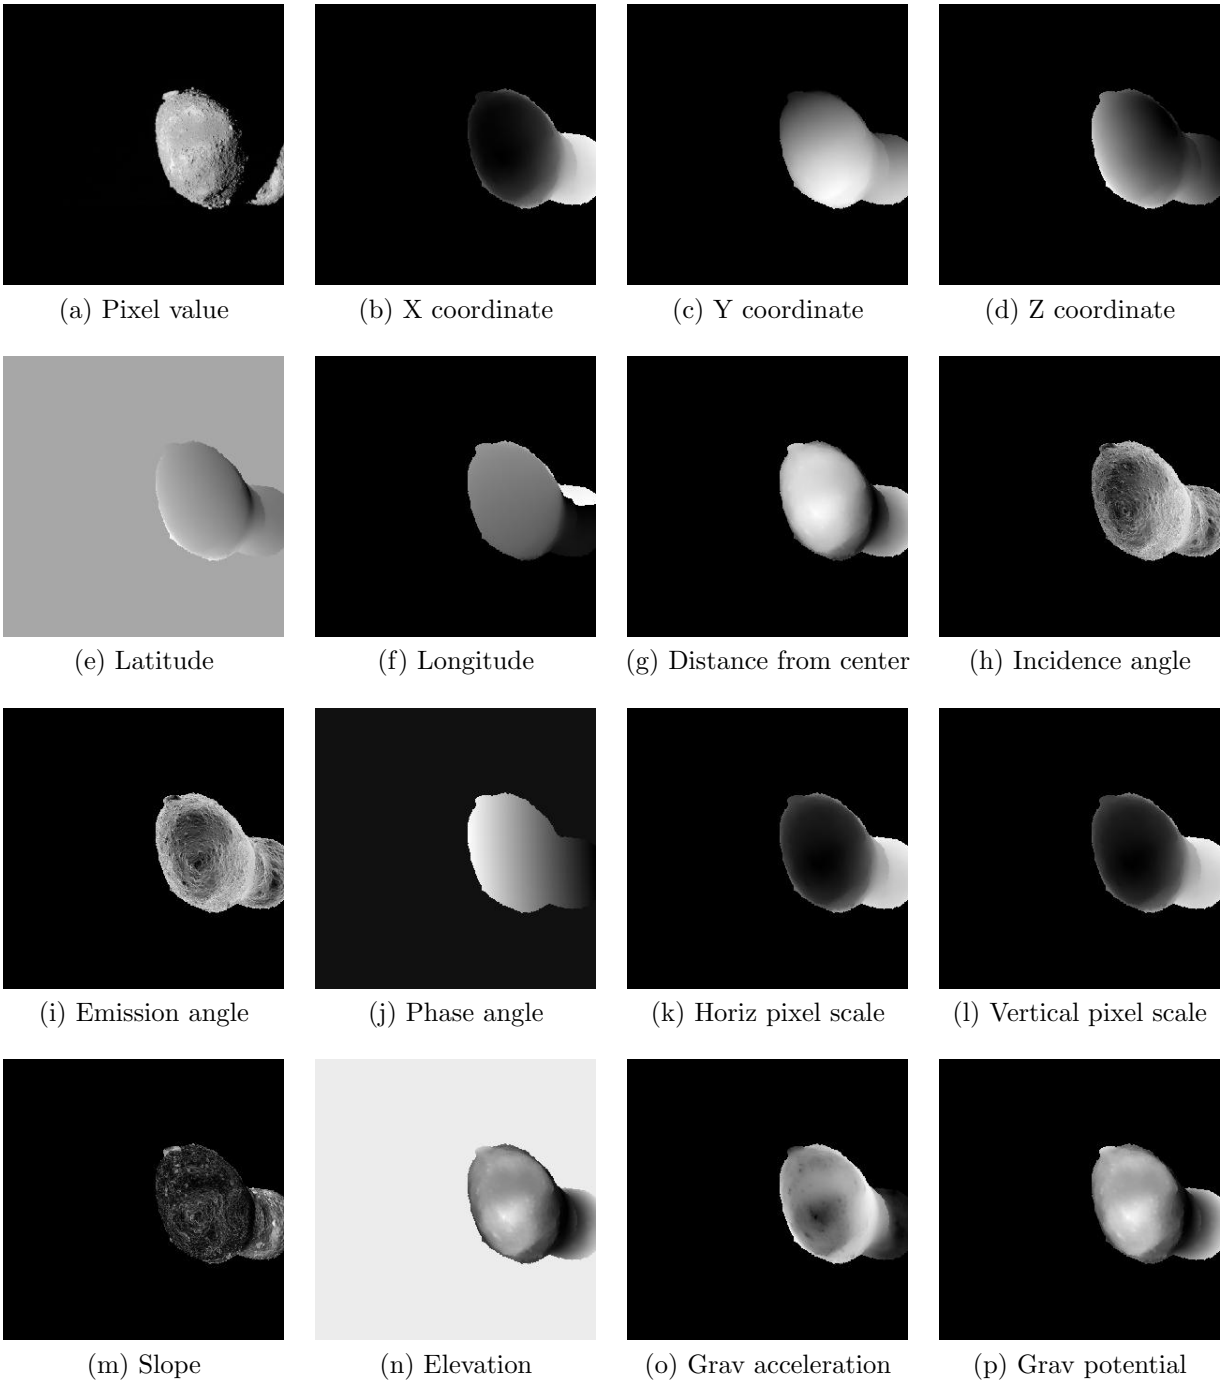 (a) Pixel value
(b) X coordinate
(c) Y coordinate
(d) Z coordinate
(e) Latitude
(f) Longitude
(g) Distance from center
(h) Incidence angle
(i) Emission angle
(j) Phase angle
(k) Horiz pixel scale
(l) Vertical pixel scale
(m) Slope
(n) Elevation
(o) Grav acceleration
(p) Grav potential